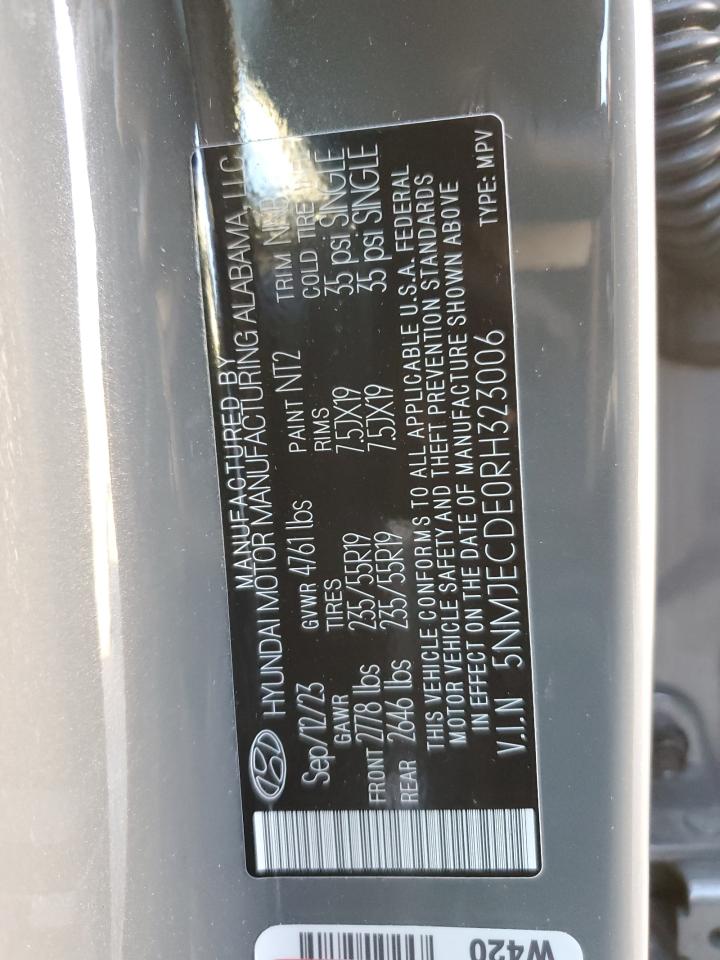 MANUFACTURED BY
HYUNDAI MOTOR MANUFACTURING ALABAMA, LLC
Sep/12/23 GVWR 4761 lbs PAINT NT2 TRIM
GAWR TIRES RIMS COLD TIRE
FRONT 2778 lbs 235/55R19 7.5JX19 35 psi SINGLE
REAR 2646 lbs 235/55R19 7.5JX19 35 psi SINGLE
THIS VEHICLE CONFORMS TO ALL APPLICABLE U.S.A. FEDERAL
MOTOR VEHICLE SAFETY AND THEFT PREVENTION STANDARDS
IN EFFECT ON THE DATE OF MANUFACTURE SHOWN ABOVE
V.I.N 5NMJECDE0RH323006 TYPE: MPV
W420